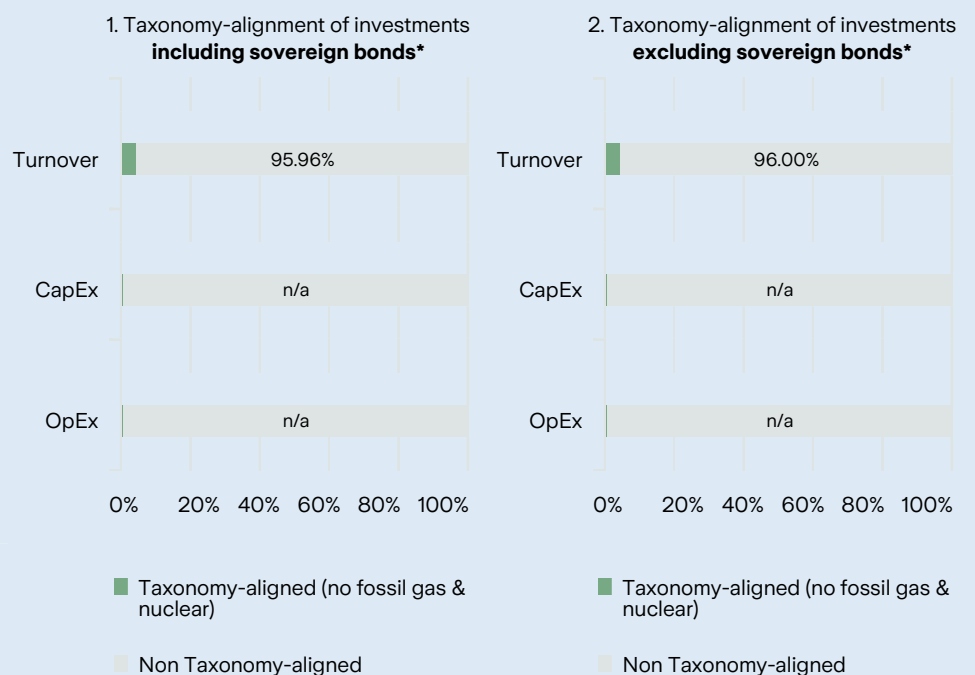 1. Taxonomy-alignment of investments
including sovereign bonds*
Turnover
95.96%
CapEx
n/a
OpEx
n/a
0% 20% 40% 60% 80% 100%
Taxonomy-aligned (no fossil gas &
nuclear)
Non Taxonomy-aligned
2. Taxonomy-alignment of investments
excluding sovereign bonds*
Turnover
96.00%
CapEx
n/a
OpEx
n/a
0% 20% 40% 60% 80% 100%
Taxonomy-aligned (no fossil gas &
nuclear)
Non Taxonomy-aligned